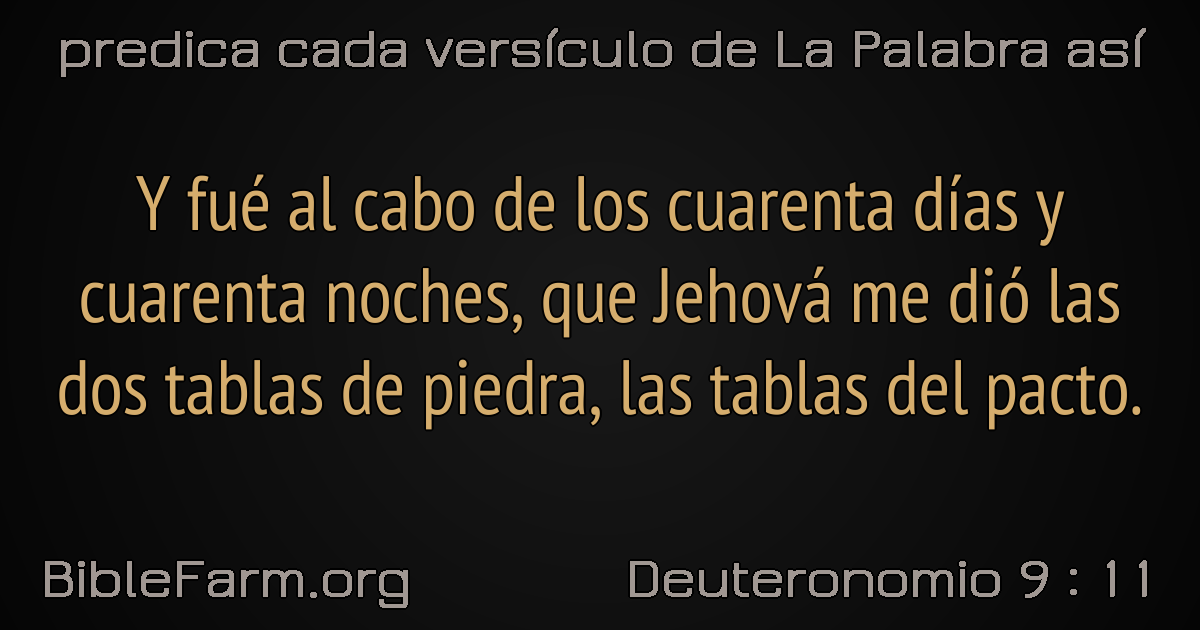 predica cada versículo de La Palabra así
Y fué al cabo de los cuarenta días y
cuarenta noches, que Jehová me dió las
dos tablas de piedra, las tablas del pacto.
BibleFarm.org
Deuteronomio 9 : 11